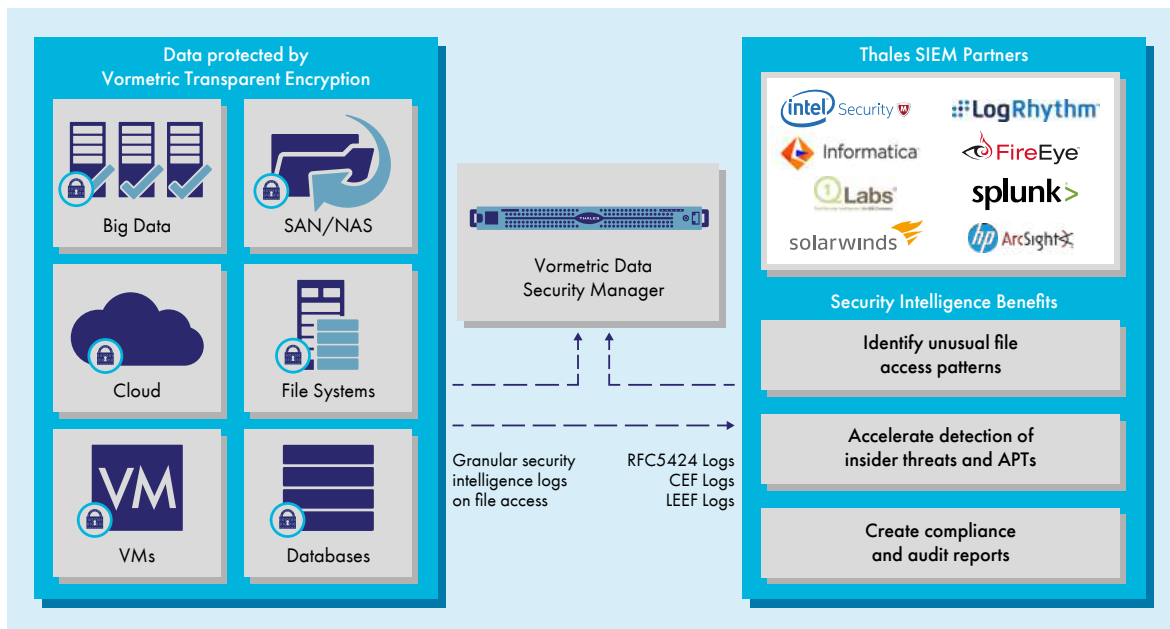 Data protected by
Vormetric Transparent Encryption
Big Data
SAN/NAS
Cloud
File Systems
VM
VMs
Databases
THALES
Vormetric Data
Security Manager
Granular security
intelligence logs
on file access
RFC5424 Logs
CEF Logs
LEEF Logs
Thales SIEM Partners
intel Security
LogRhythm
Informatica
FireEye
Q1 Labs
splunk>
solarwinds
hp ArcSight
Security Intelligence Benefits
Identify unusual file
access patterns
Accelerate detection of
insider threats and APTs
Create compliance
and audit reports